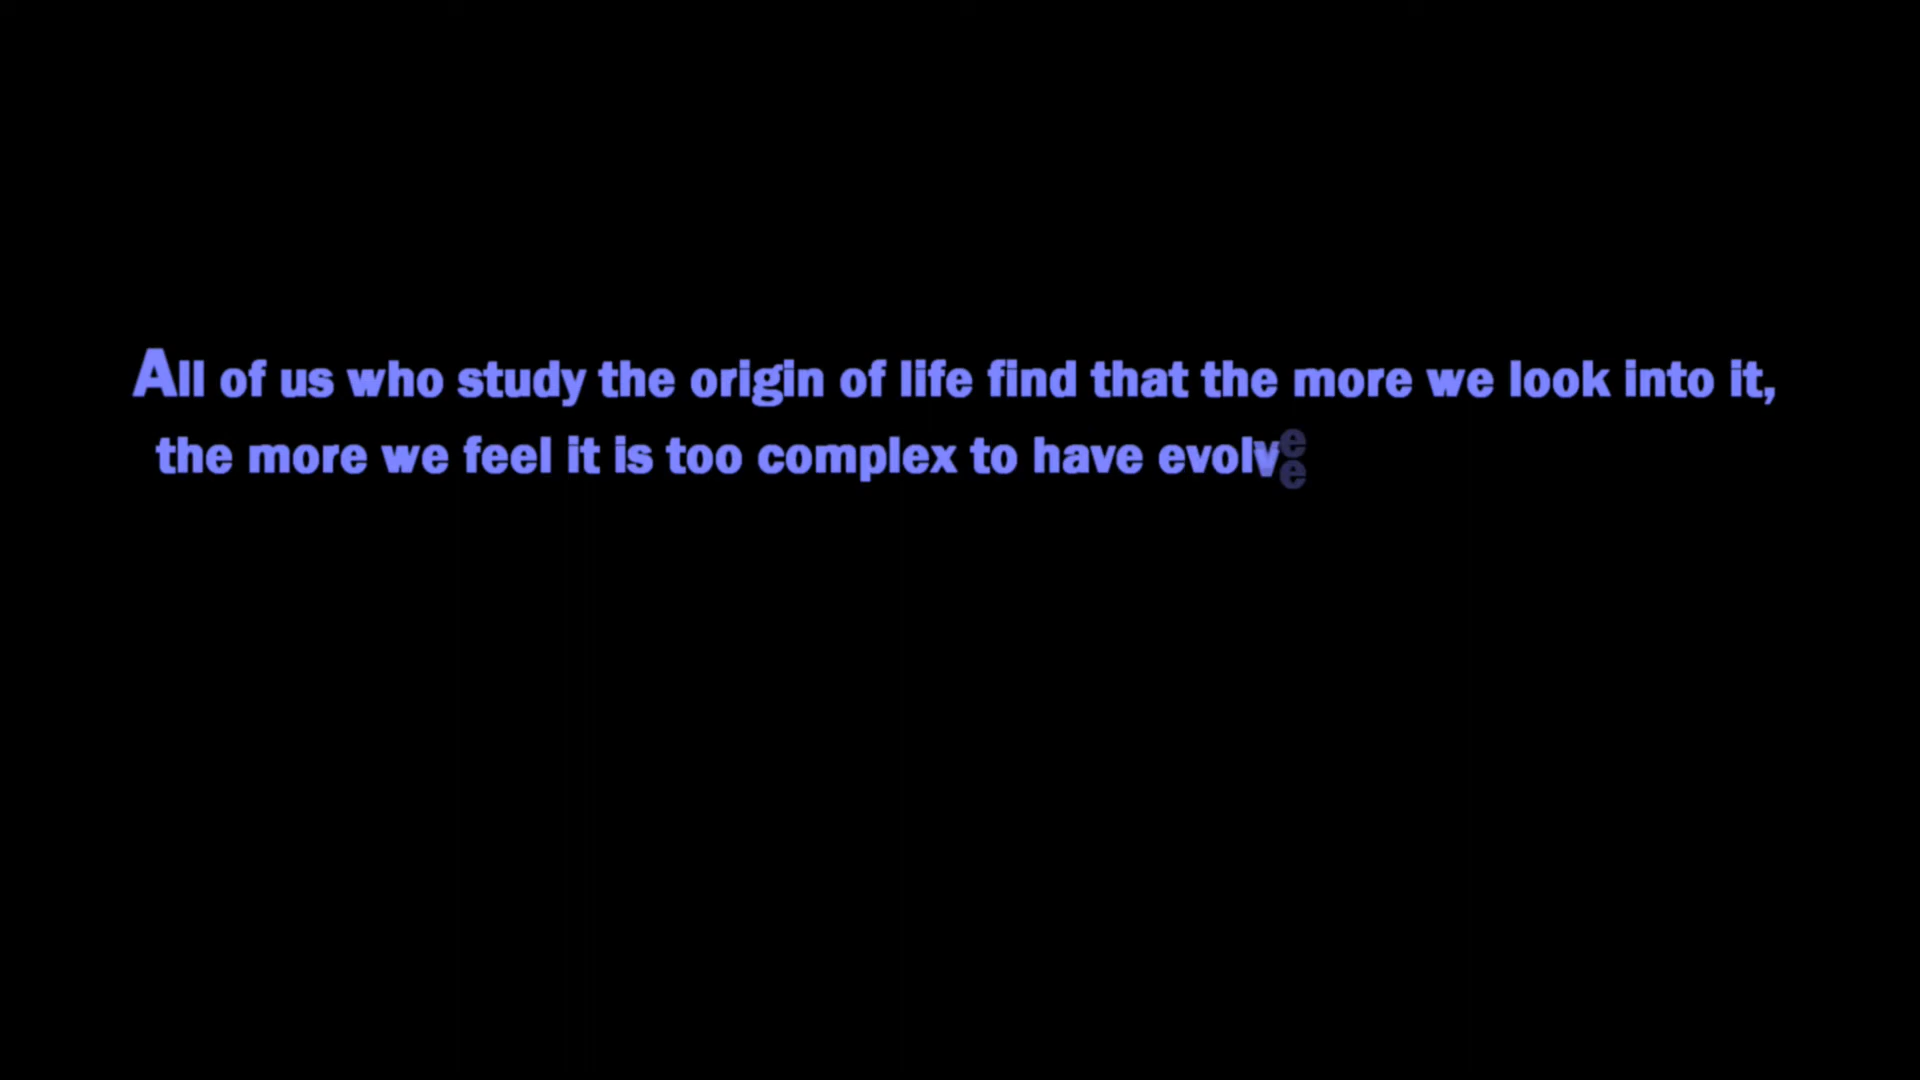 All of us who study the origin of life find that the more we look into it,
the more we feel it is too complex to have evolve